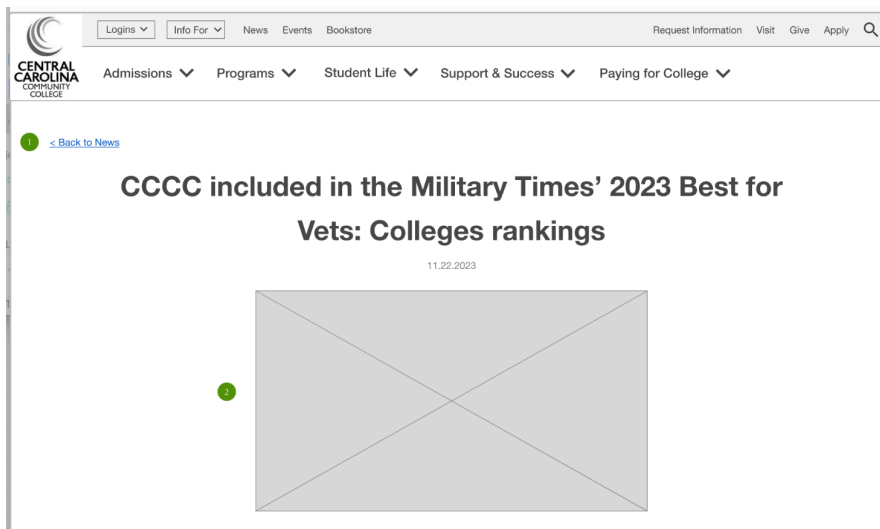 Logins
Info For
News
Events
Bookstore
Request Information
Visit
Give
Apply
CENTRAL
CAROLINA
COMMUNITY
COLLEGE
Admissions
Programs
Student Life
Support & Success
Paying for College
1
< Back to News
CCCC included in the Military Times’ 2023 Best for
Vets: Colleges rankings
11.22.2023
2